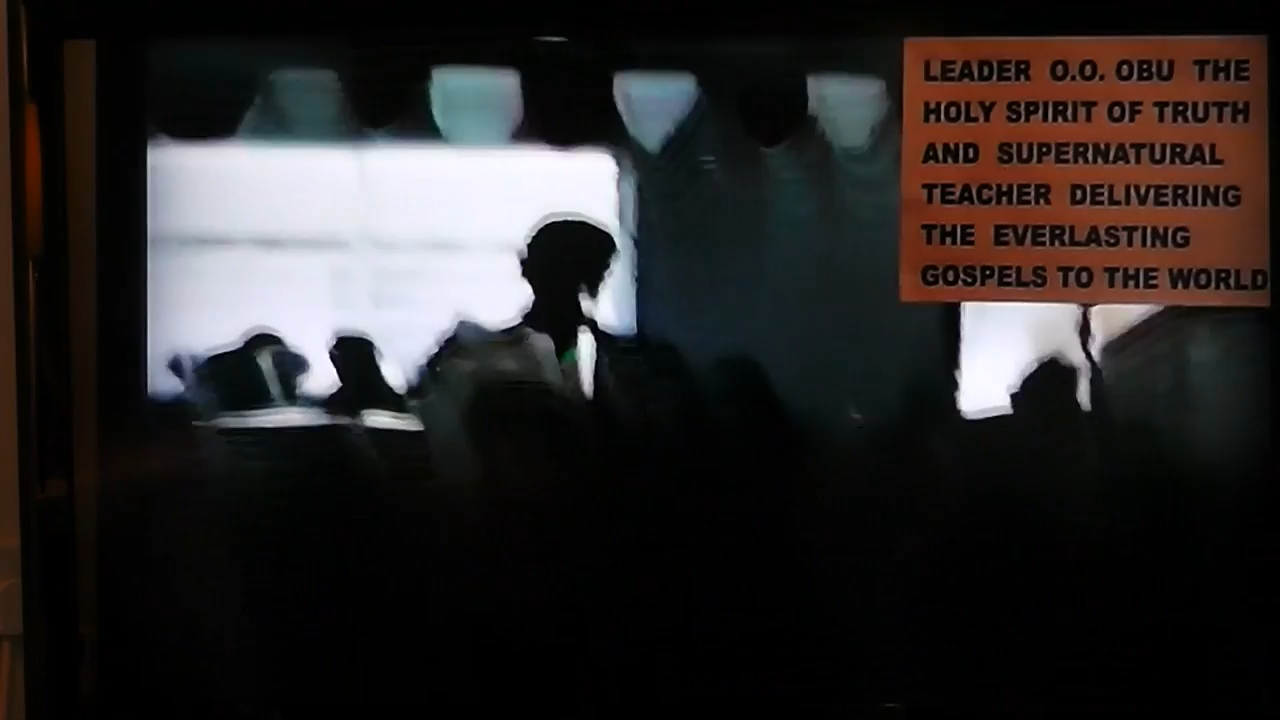 LEADER O.O. OBU THE
HOLY SPIRIT OF TRUTH
AND SUPERNATURAL
TEACHER DELIVERING
THE EVERLASTING
GOSPELS TO THE WORLD